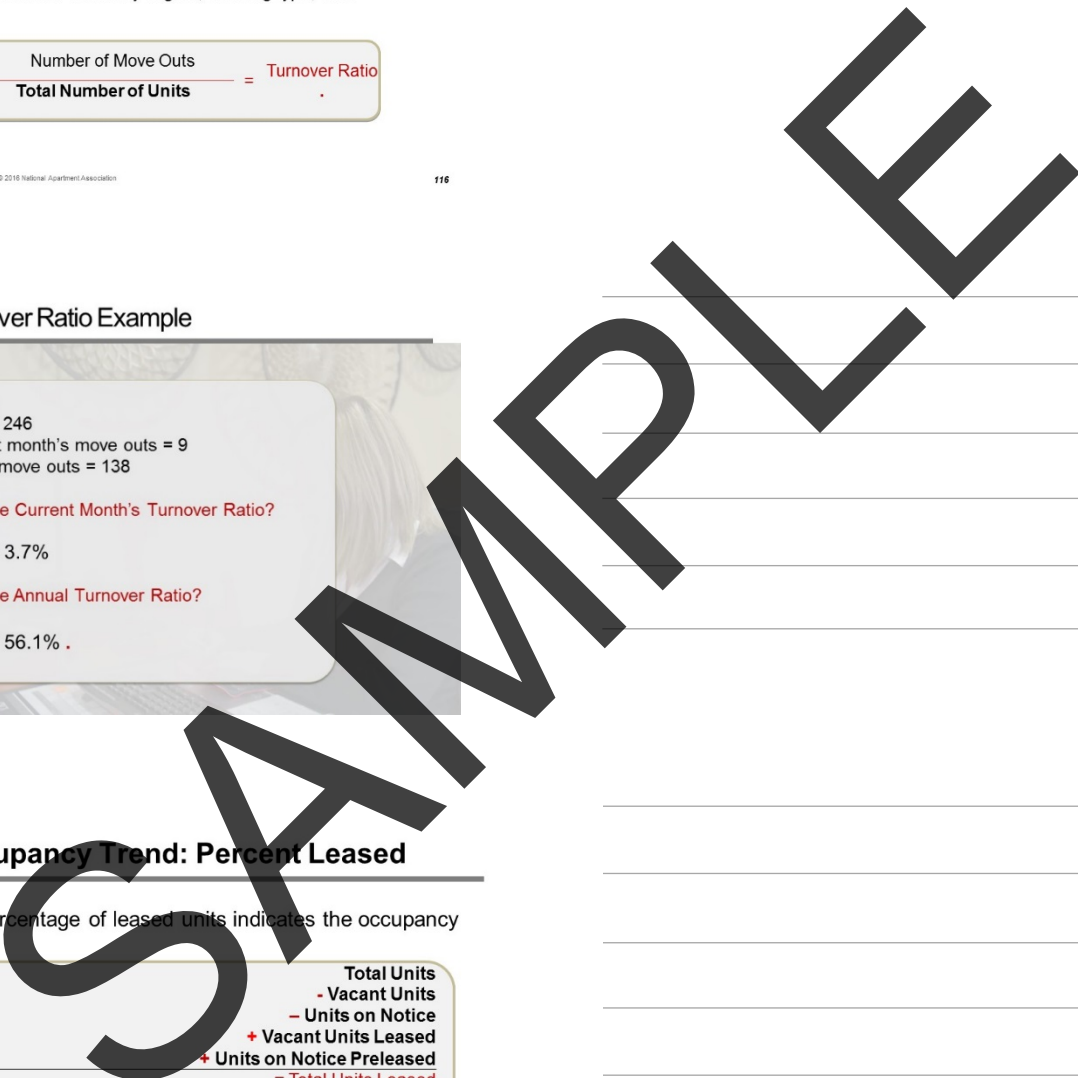 Number of Move Outs
Total Number of Units
= Turnover Ratio
.
© 2016 National Apartment Association
116
ver Ratio Example
246
month's move outs = 9
move outs = 138
e Current Month's Turnover Ratio?
3.7%
e Annual Turnover Ratio?
56.1% .
upancy Trend: Percent Leased
rcentage of leased units indicates the occupancy
Total Units
- Vacant Units
– Units on Notice
+ Vacant Units Leased
+ Units on Notice Preleased
= Total Units Leased
SAMPLE